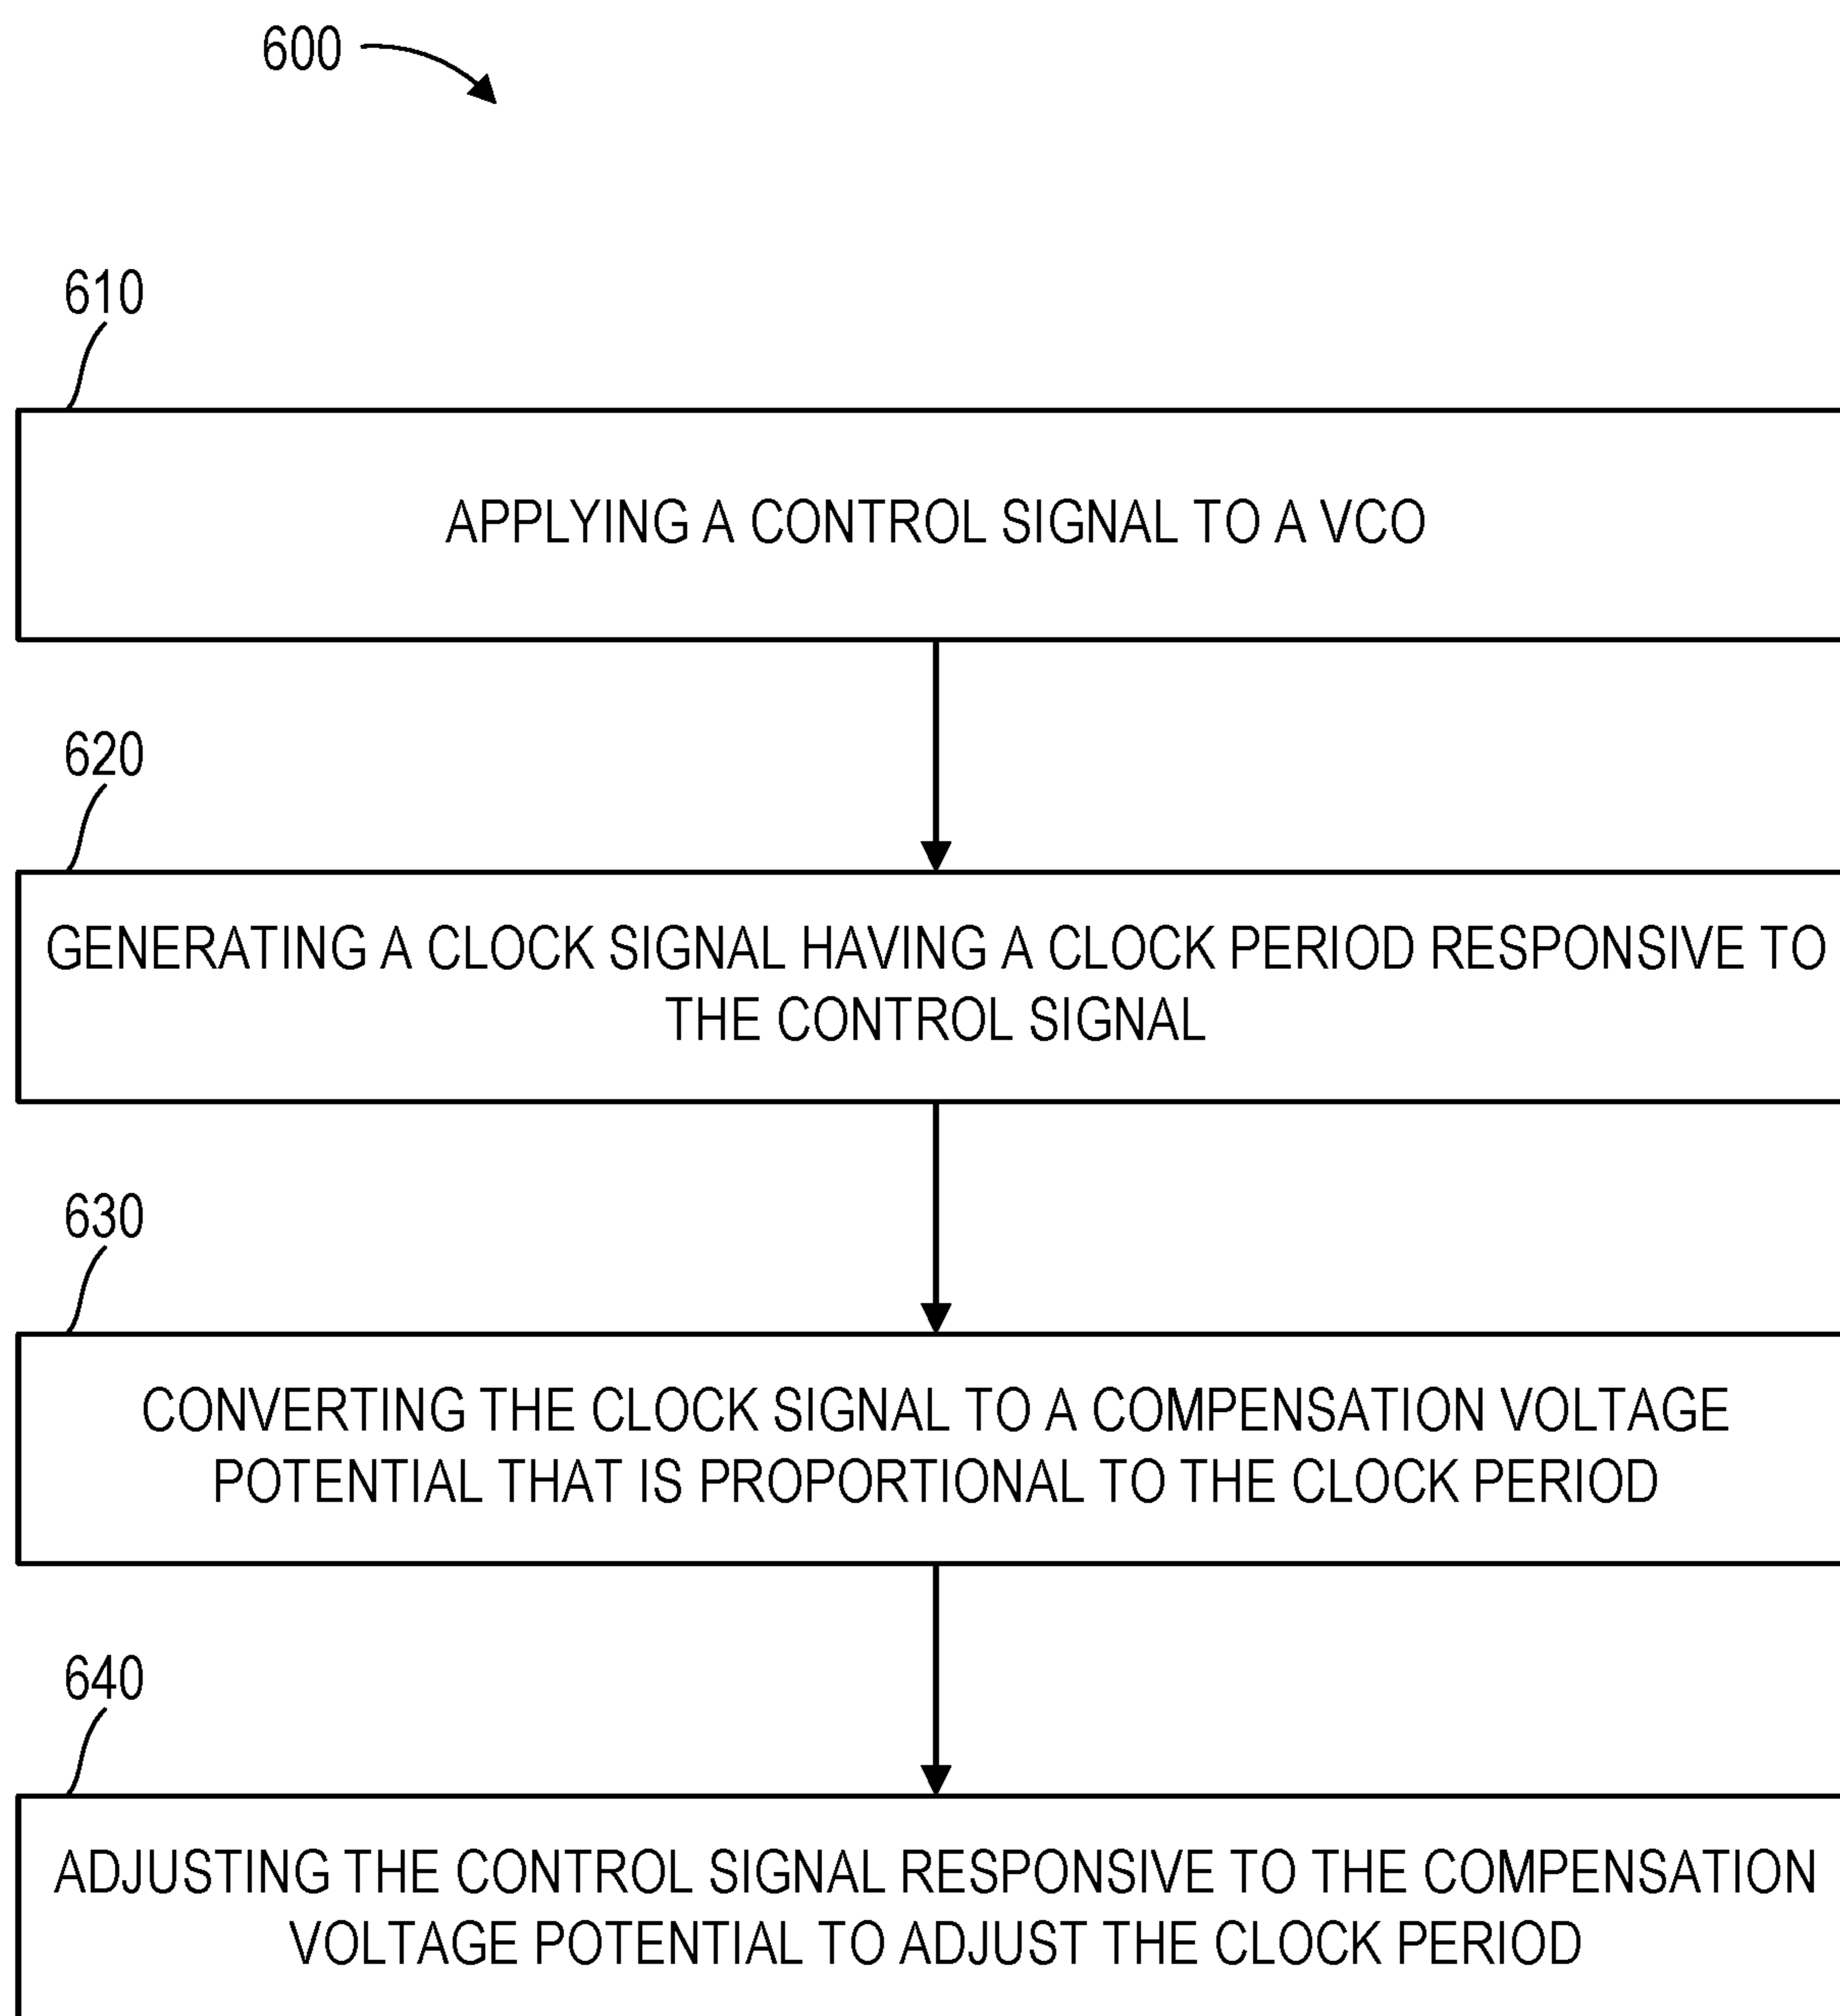 600
610
APPLYING A CONTROL SIGNAL TO A VCO
620
GENERATING A CLOCK SIGNAL HAVING A CLOCK PERIOD RESPONSIVE TO
THE CONTROL SIGNAL
630
CONVERTING THE CLOCK SIGNAL TO A COMPENSATION VOLTAGE
POTENTIAL THAT IS PROPORTIONAL TO THE CLOCK PERIOD
640
ADJUSTING THE CONTROL SIGNAL RESPONSIVE TO THE COMPENSATION
VOLTAGE POTENTIAL TO ADJUST THE CLOCK PERIOD